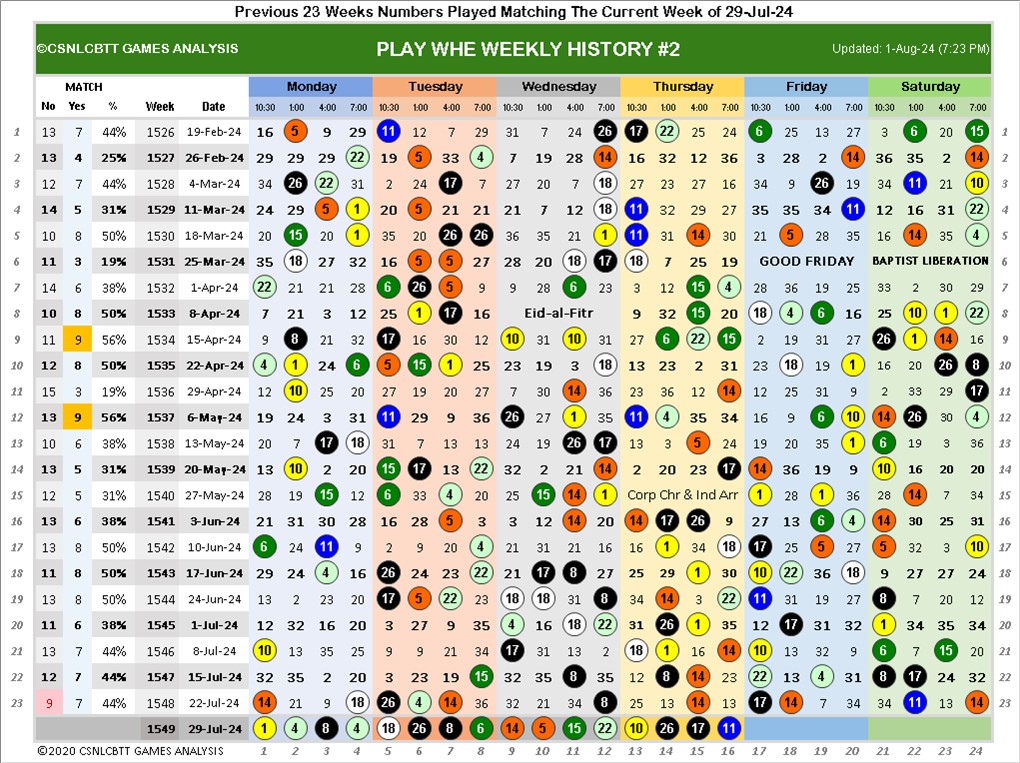 Previous 23 Weeks Numbers Played Matching The Current Week of 29-Jul-24
©CSNLCBTT GAMES ANALYSIS PLAY WHE WEEKLY HISTORY #2 Updated: 1-Aug-24 (7:23 PM)
MATCH Monday Tuesday Wednesday Thursday Friday Saturday
No Yes % Week Date 10:30 1:00 4:00 7:00 10:30 1:00 4:00 7:00 10:30 1:00 4:00 7:00 10:30 1:00 4:00 7:00 10:30 1:00 4:00 7:00 10:30 1:00 4:00 7:00
1 13 7 44% 1526 19-Feb-24 16 5 9 29 11 12 7 29 31 7 24 26 17 22 25 24 6 25 13 27 3 6 20 15 1
2 13 4 25% 1527 26-Feb-24 29 29 29 22 19 5 33 4 7 19 28 14 16 32 12 36 3 28 2 14 36 35 2 14 2
3 12 7 44% 1528 4-Mar-24 34 26 22 31 2 24 17 7 27 20 7 18 27 23 27 16 34 9 26 19 34 11 21 10 3
4 14 5 31% 1529 11-Mar-24 24 29 5 1 20 5 21 21 21 7 12 18 11 32 29 27 35 35 34 11 12 16 31 22 4
5 10 8 50% 1530 18-Mar-24 20 15 20 1 35 20 26 26 36 35 21 1 11 31 14 30 21 5 28 35 16 14 35 4 5
6 11 3 19% 1531 25-Mar-24 35 18 27 32 16 5 5 27 28 20 18 17 18 7 25 19 GOOD FRIDAY BAPTIST LIBERATION 6
7 14 6 38% 1532 1-Apr-24 22 21 21 28 6 26 5 9 9 28 6 23 3 12 15 4 28 7 19 25 33 2 30 29 7
8 10 8 50% 1533 8-Apr-24 7 21 3 12 25 1 17 16 Eid-al-Fitr 9 32 15 20 18 4 6 16 25 10 1 22 8
9 11 9 56% 1534 15-Apr-24 9 8 21 32 17 16 30 12 10 31 10 31 27 6 22 15 2 19 31 27 26 1 14 16 9
10 12 8 50% 1535 22-Apr-24 4 1 24 6 5 15 1 25 23 19 3 18 13 23 2 31 23 18 19 1 16 20 26 8 10
11 15 3 19% 1536 29-Apr-24 12 10 28 25 27 19 20 27 7 30 14 35 23 36 12 14 12 25 31 9 2 33 29 17 11
12 13 9 56% 1537 6-May-24 19 24 3 31 11 29 9 36 26 27 1 35 11 4 35 34 16 9 6 10 14 26 30 4 12
13 10 6 38% 1538 13-May-24 20 7 17 18 31 7 13 13 24 19 26 17 13 3 5 24 19 20 35 1 6 19 3 36 13
14 13 5 31% 1539 20-May-24 13 10 2 20 15 17 13 22 32 2 21 14 2 20 23 17 14 36 19 9 10 16 20 20 14
15 12 5 31% 1540 27-May-24 28 19 15 12 6 33 4 20 25 15 14 1 Corp Chr & Ind Arr 1 28 1 28 22 14 7 34 15
16 13 6 38% 1541 3-Jun-24 21 31 30 28 16 28 5 3 3 12 14 20 14 17 26 9 27 13 6 4 14 30 25 31 16
17 13 8 50% 1542 10-Jun-24 6 24 11 9 2 9 20 4 21 31 21 16 16 1 34 18 17 25 5 27 5 32 3 10 17
18 11 8 50% 1543 17-Jun-24 29 24 4 16 26 24 23 22 21 17 8 27 25 29 1 30 10 22 36 18 9 27 27 24 18
19 13 8 50% 1544 24-Jun-24 13 2 23 20 17 5 22 23 18 18 31 8 34 14 3 22 11 31 19 27 8 7 20 12 19
20 11 6 38% 1545 1-Jul-24 12 32 16 20 3 27 9 35 4 16 18 22 31 26 1 20 12 17 31 32 1 34 35 34 20
21 13 7 44% 1546 8-Jul-24 10 13 35 25 9 9 21 7 17 31 13 2 18 1 16 14 10 13 32 9 6 7 15 20 21
22 12 7 44% 1547 15-Jul-24 32 35 2 20 3 23 19 15 32 35 8 35 12 8 14 24 22 13 4 31 8 17 24 32 22
23 9 7 44% 1548 22-Jul-24 14 21 9 18 26 4 14 36 34 35 23 8 25 13 14 13 17 14 7 34 34 11 13 14 23
1549 29-Jul-24 1 4 8 4 18 26 8 6 14 5 15 22 10 26 17 11
©2020 CSNLCBTT GAMES ANALYSIS 1 2 3 4 5 6 7 8 9 10 11 12 13 14 15 16 17 18 19 20 21 22 23 24